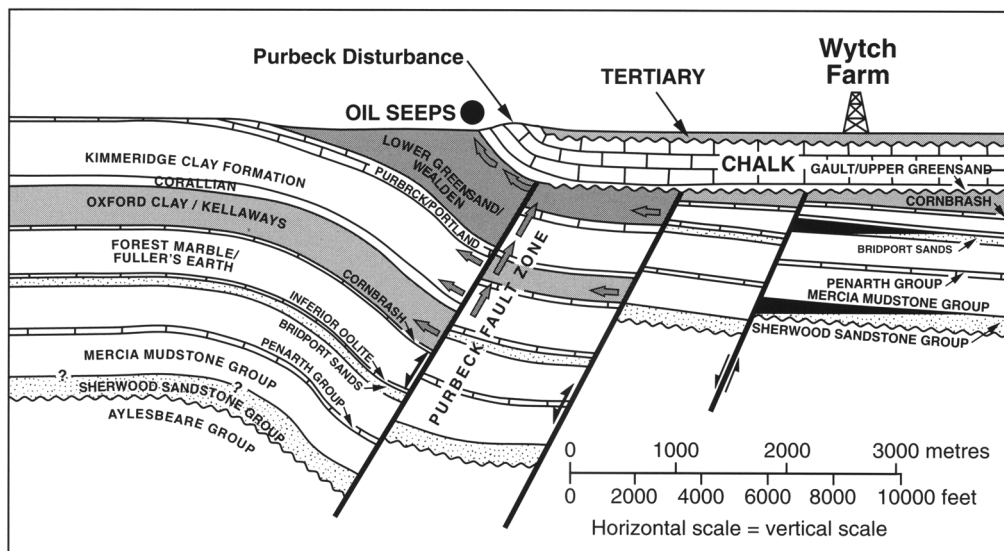 Purbeck Disturbance
Wytch
Farm
TERTIARY
OIL SEEPS
CHALK
GAULT/UPPER GREENSAND
LOWER GREENSAND/
WEALDEN
KIMMERIDGE CLAY FORMATION
PURBRCK/PORTLAND
CORALLIAN
CORNBRASH
OXFORD CLAY / KELLAWAYS
FOREST MARBLE/
FULLER'S EARTH
BRIDPORT SANDS
CORNBRASH
INFERIOR OOLITE
BRIDPORT SANDS
PENARTH GROUP
PURBECK FAULT ZONE
PENARTH GROUP
MERCIA MUDSTONE GROUP
SHERWOOD SANDSTONE GROUP
MERCIA MUDSTONE GROUP
?
?
SHERWOOD SANDSTONE GROUP
AYLESBEARE GROUP
0 1000 2000 3000 metres
0 2000 4000 6000 8000 10000 feet
Horizontal scale = vertical scale